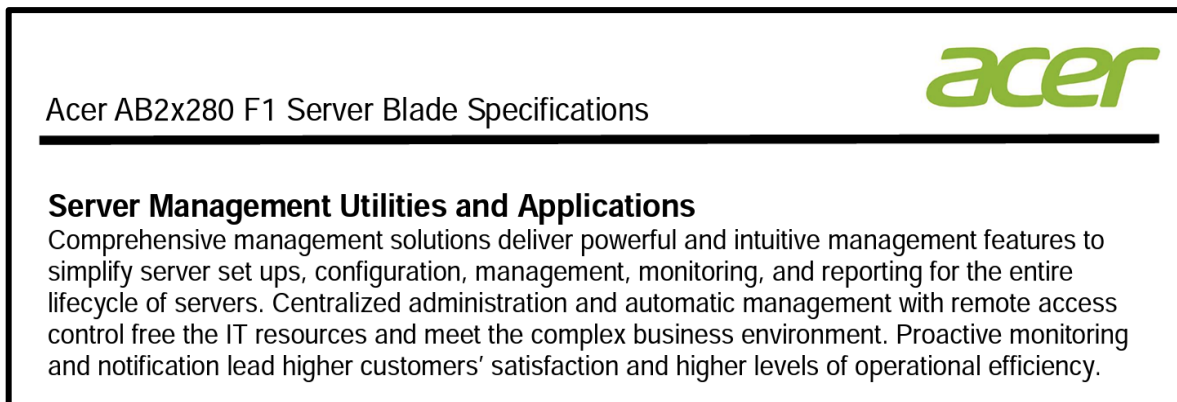 acer
Acer AB2x280 F1 Server Blade Specifications
Server Management Utilities and Applications
Comprehensive management solutions deliver powerful and intuitive management features to
simplify server set ups, configuration, management, monitoring, and reporting for the entire
lifecycle of servers. Centralized administration and automatic management with remote access
control free the IT resources and meet the complex business environment. Proactive monitoring
and notification lead higher customers’ satisfaction and higher levels of operational efficiency.